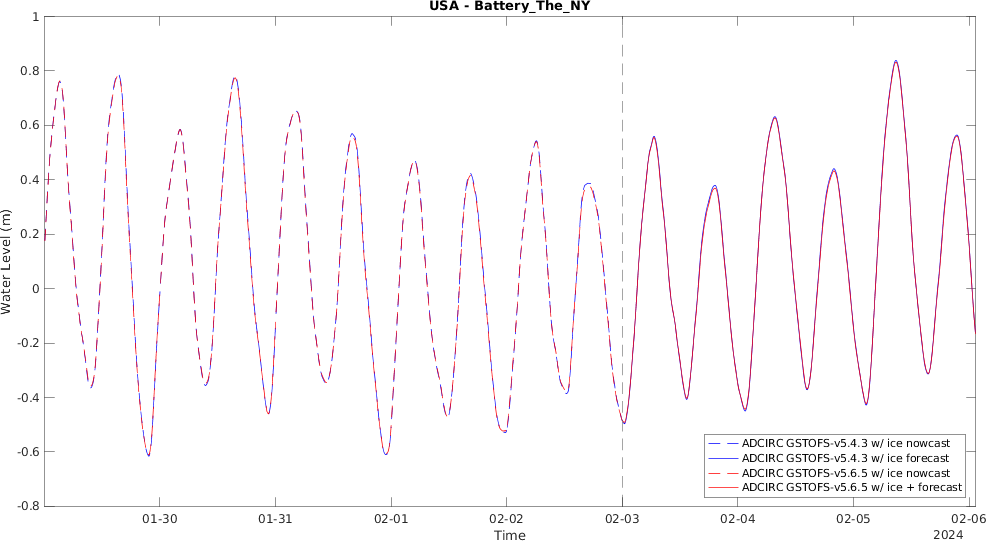 USA - Battery_The_NY
1
0.8
0.6
0.4
0.2
0
-0.2
-0.4
-0.6
-0.8
Water Level (m)
01-30 01-31 02-01 02-02 02-03 02-04 02-05 02-06
2024
Time
ADCIRC GSTOFS-v5.4.3 w/ ice nowcast
ADCIRC GSTOFS-v5.4.3 w/ ice forecast
ADCIRC GSTOFS-v5.6.5 w/ ice nowcast
ADCIRC GSTOFS-v5.6.5 w/ ice + forecast